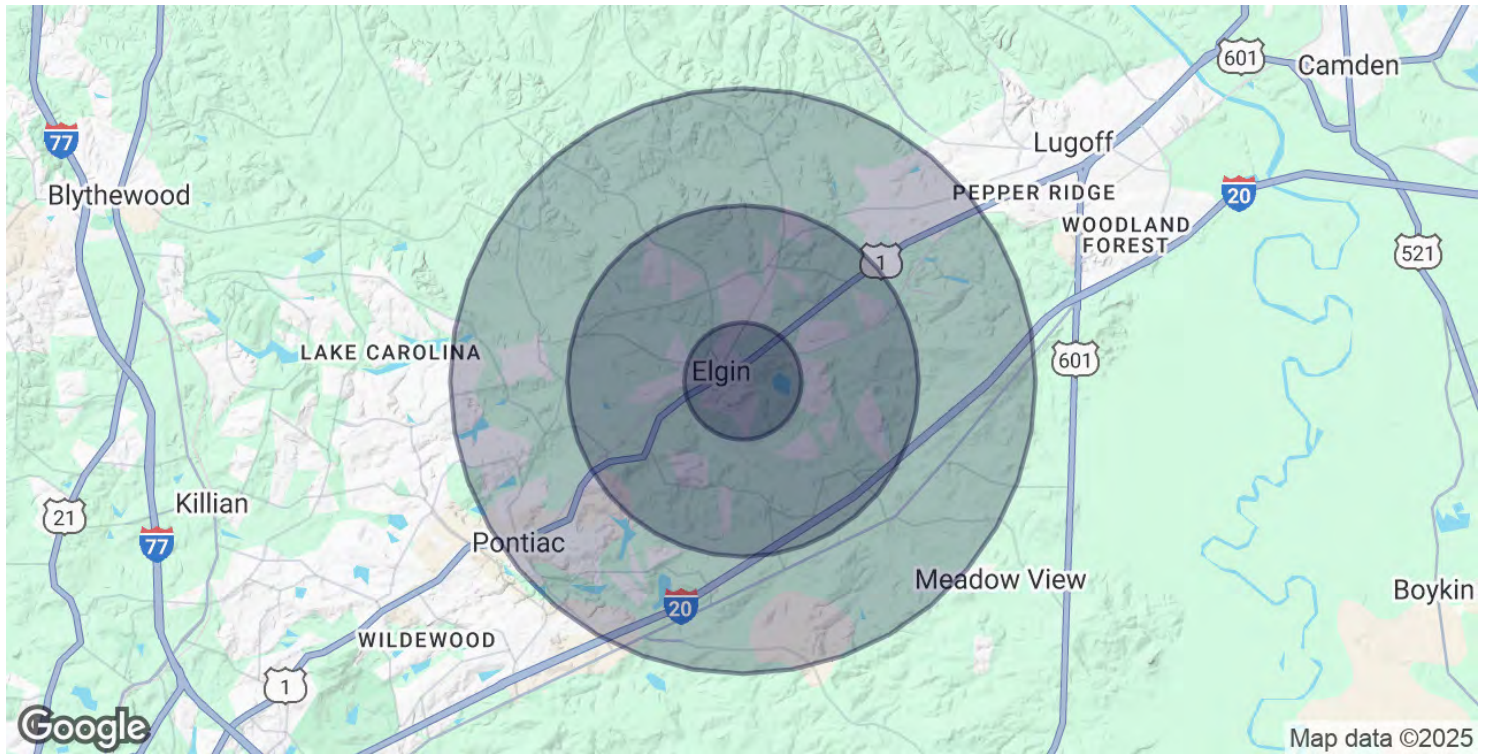 601
Camden
77
Lugoff
Blythewood
PEPPER RIDGE
20
WOODLAND
FOREST
521
1
LAKE CAROLINA
601
Elgin
21
Killian
77
Pontiac
Meadow View
Boykin
20
WILDEWOOD
1
Google
Map data ©2025